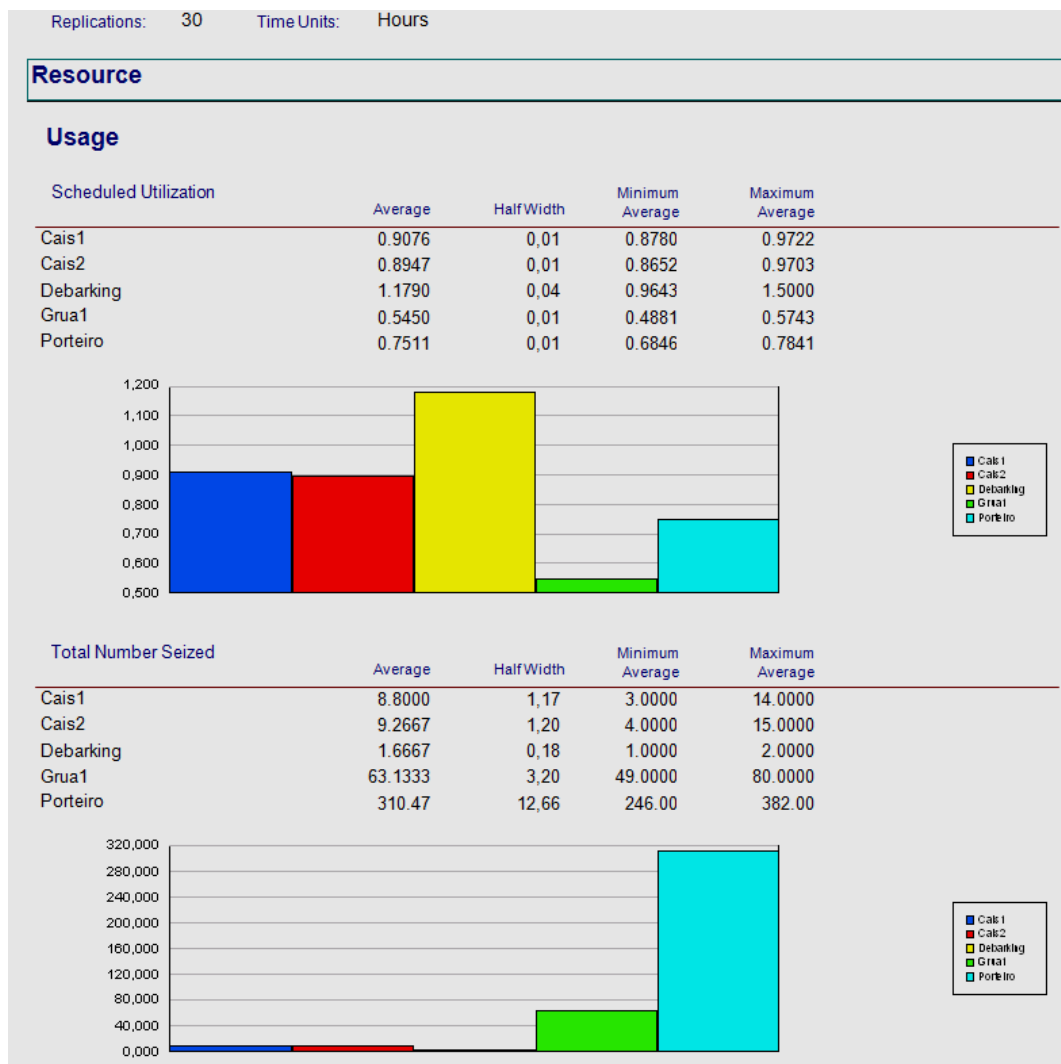 Replications: 30 Time Units: Hours
Resource
Usage
Scheduled Utilization Average Half Width Minimum Average Maximum Average
Cais1 0.9076 0,01 0.8780 0.9722
Cais2 0.8947 0,01 0.8652 0.9703
Debarking 1.1790 0,04 0.9643 1.5000
Grua1 0.5450 0,01 0.4881 0.5743
Porteiro 0.7511 0,01 0.6846 0.7841
1,200
1,100
1,000
0,900
0,800
0,700
0,600
0,500
Cais1
Cais2
Debarking
Grua1
Porteiro
Total Number Seized Average Half Width Minimum Average Maximum Average
Cais1 8.8000 1,17 3.0000 14.0000
Cais2 9.2667 1,20 4.0000 15.0000
Debarking 1.6667 0,18 1.0000 2.0000
Grua1 63.1333 3,20 49.0000 80.0000
Porteiro 310.47 12,66 246.00 382.00
320,000
280,000
240,000
200,000
160,000
120,000
80,000
40,000
0,000
Cais1
Cais2
Debarking
Grua1
Porteiro